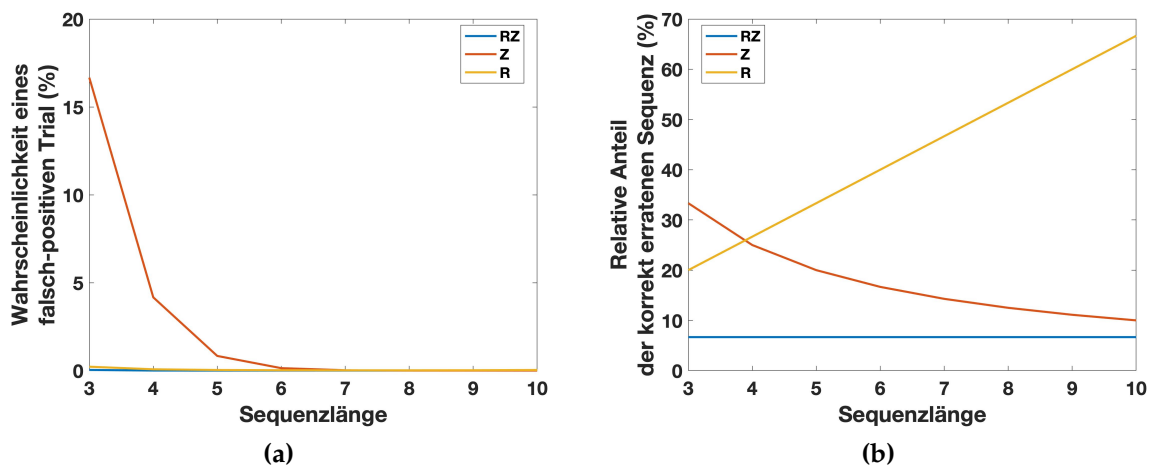 Wahrscheinlichkeit eines
falsch-positiven Trial (%)
20
15
10
5
0
3 4 5 6 7 8 9 10
Sequenzlänge
RZ
Z
R
(a)
Relative Anteil
der korrekt erratenen Sequenz (%)
70
60
50
40
30
20
10
0
3 4 5 6 7 8 9 10
Sequenzlänge
RZ
Z
R
(b)